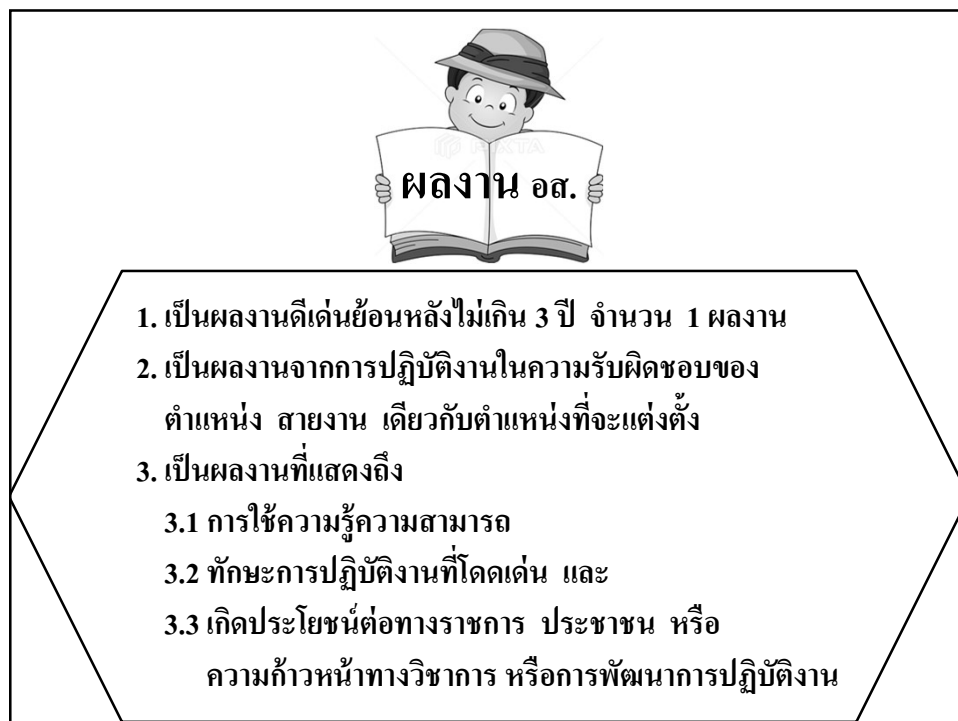 PIXTA
ผลงาน อส.
1. เป็นผลงานดีเด่นย้อนหลังไม่เกิน 3 ปี จำนวน 1 ผลงาน
2. เป็นผลงานจากการปฏิบัติงานในความรับผิดชอบของ
ตำแหน่ง สายงาน เดียวกับตำแหน่งที่จะแต่งตั้ง
3. เป็นผลงานที่แสดงถึง
3.1 การใช้ความรู้ความสามารถ
3.2 ทักษะการปฏิบัติงานที่โดดเด่น และ
3.3 เกิดประโยชน์ต่อทางราชการ ประชาชน หรือ
ความก้าวหน้าทางวิชาการ หรือการพัฒนาการปฏิบัติงาน